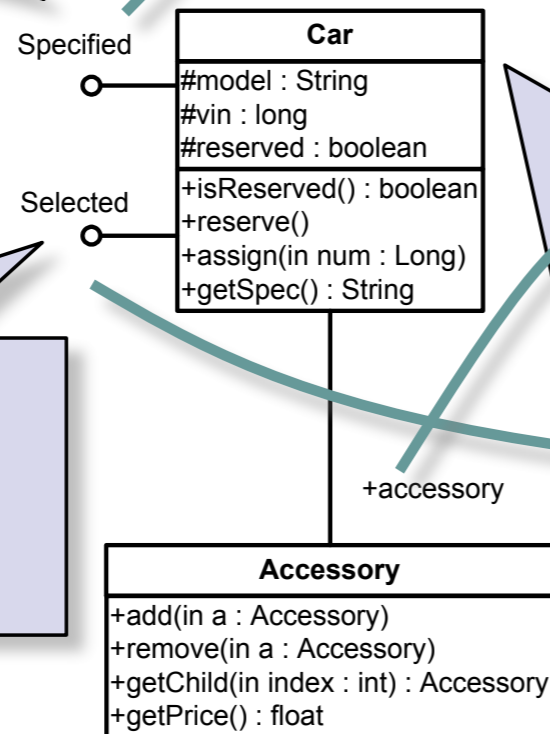 Specified
Car
#model : String
#vin : long
#reserved : boolean
Selected
+isReserved() : boolean
+reserve()
+assign(in num : Long)
+getSpec() : String
+accessory
Accessory
+add(in a : Accessory)
+remove(in a : Accessory)
+getChild(in index : int) : Accessory
+getPrice() : float